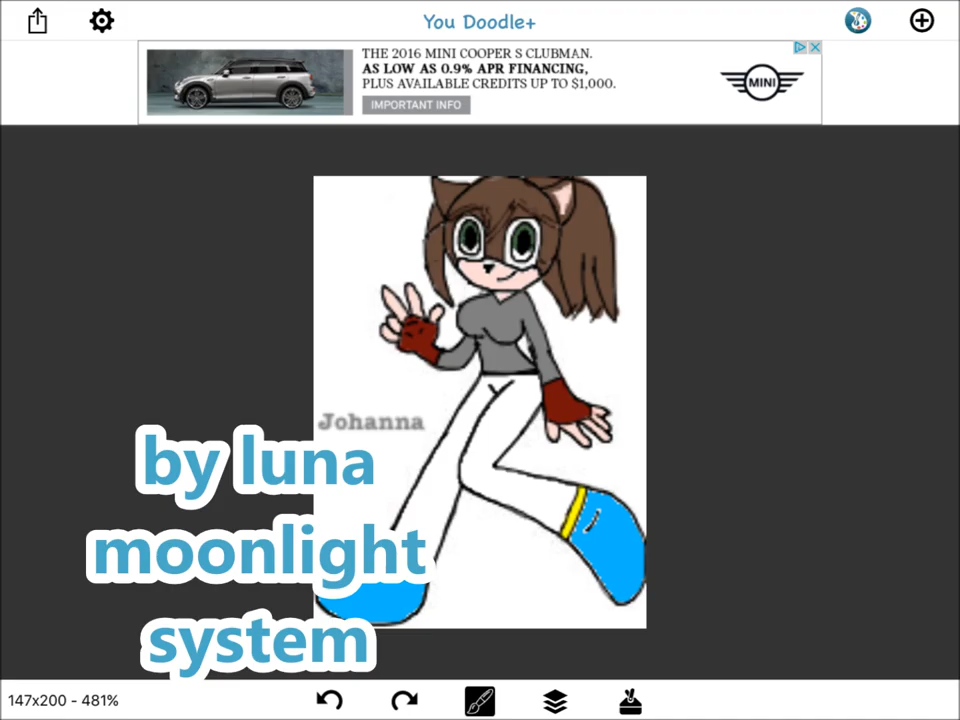 You Doodle+
THE 2016 MINI COOPER S CLUBMAN.
AS LOW AS 0.9% APR FINANCING,
PLUS AVAILABLE CREDITS UP TO $1,000.
IMPORTANT INFO
MINI
Johanna
by luna
moonlight
system
147x200 - 481%